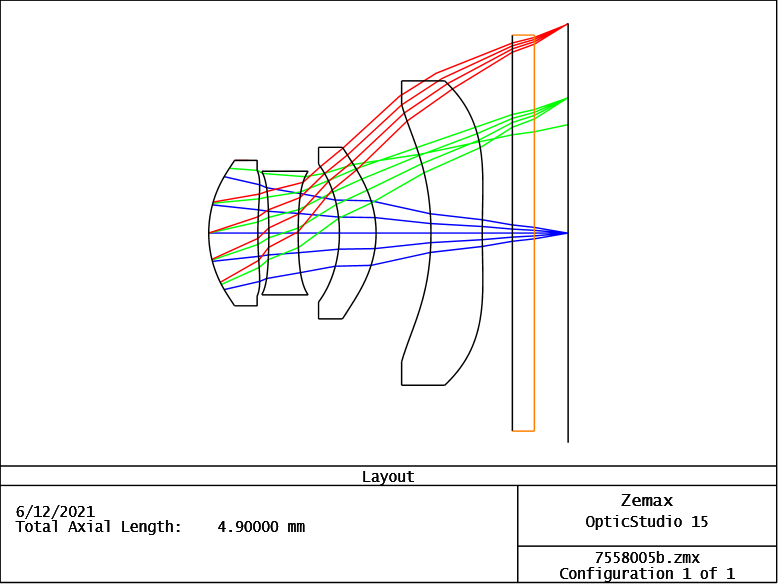 Layout
6/12/2021
Total Axial Length:    4.90000 mm
Zemax
OpticStudio 15
7558005b.zmx
Configuration 1 of 1